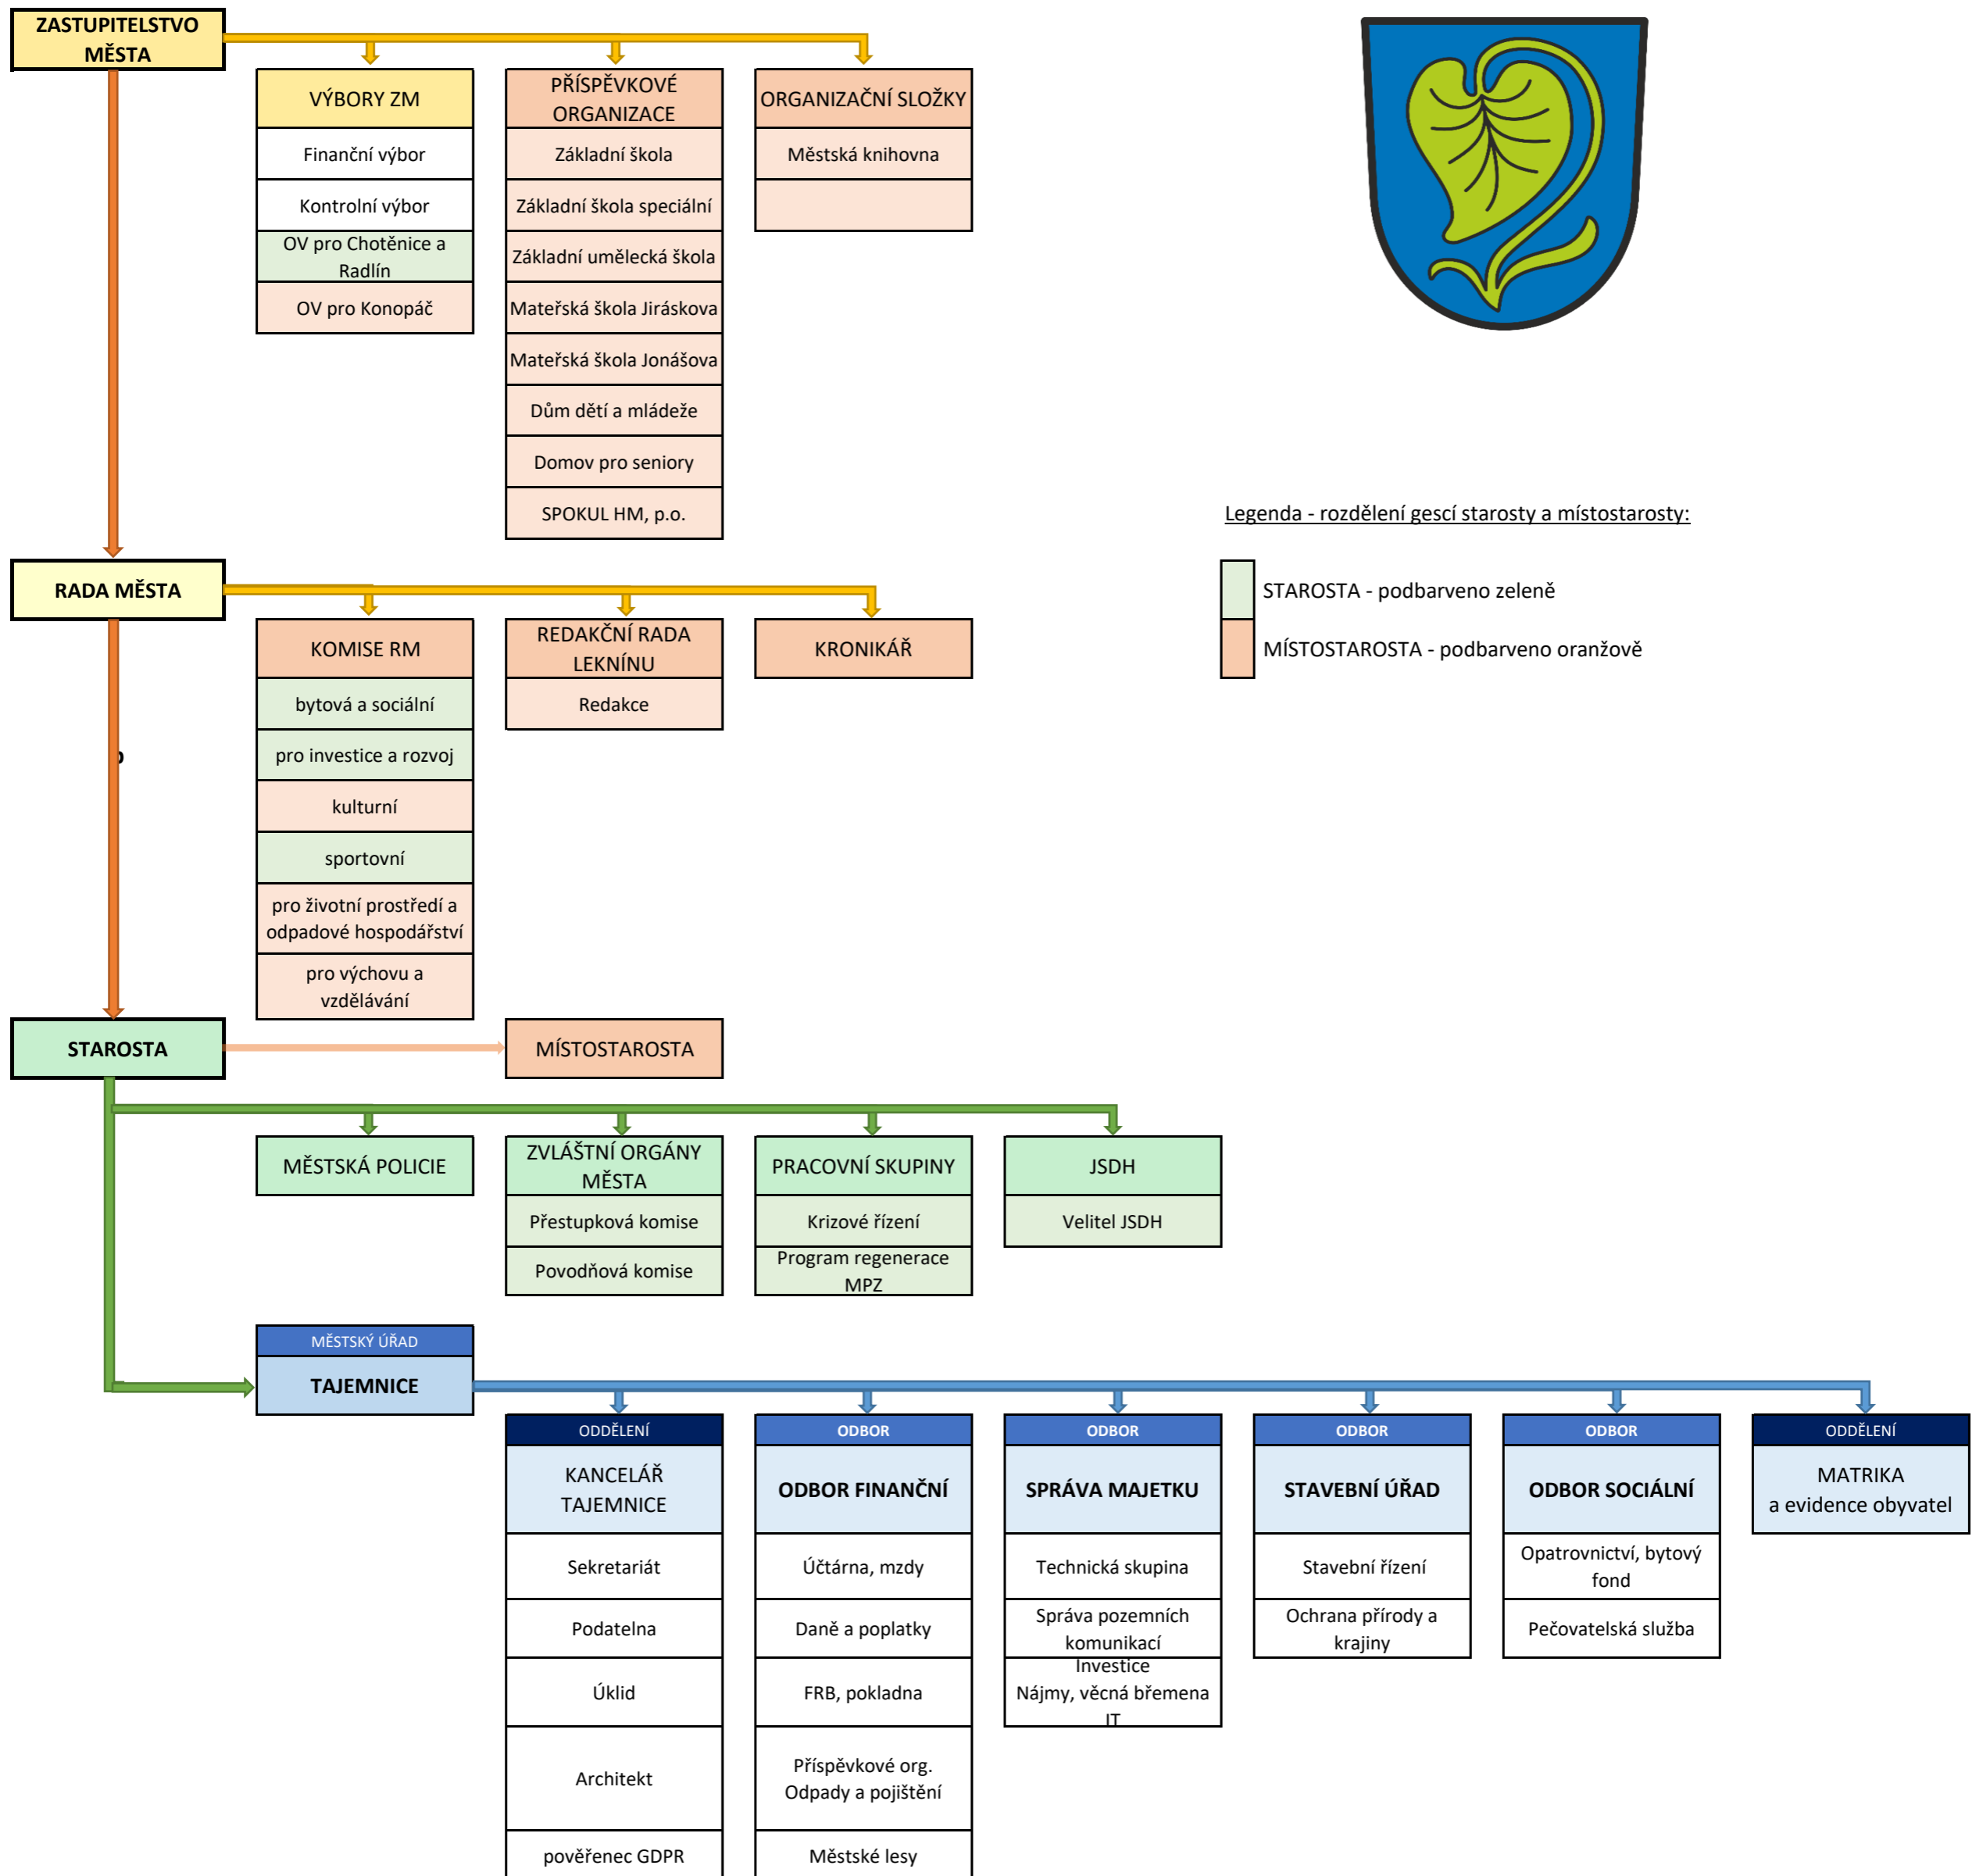 ZASTUPITELSTVO
MĚSTA
VÝBORY ZM
Finanční výbor
Kontrolní výbor
OV pro Chotěnice a
Radlín
OV pro Konopáč
PŘÍSPĚVKOVÉ
ORGANIZACE
Základní škola
Základní škola speciální
Základní umělecká škola
Mateřská škola Jiráskova
Mateřská škola Jonášova
Dům dětí a mládeže
Domov pro seniory
SPOKUL HM, p.o.
ORGANIZAČNÍ SLOŽKY
Městská knihovna
Legenda - rozdělení gescí starosty a místostarosty:
STAROSTA - podbarveno zeleně
MÍSTOSTAROSTA - podbarveno oranžově
RADA MĚSTA
KOMISE RM
bytová a sociální
pro investice a rozvoj
kulturní
sportovní
pro životní prostředí a
odpadové hospodářství
pro výchovu a
vzdělávání
REDAKČNÍ RADA
LEKNÍNU
Redakce
KRONIKÁŘ
STAROSTA
MÍSTOSTAROSTA
MĚSTSKÁ POLICIE
ZVLÁŠTNÍ ORGÁNY
MĚSTA
Přestupková komise
Povodňová komise
PRACOVNÍ SKUPINY
Krizové řízení
Program regenerace
MPZ
JSDH
Velitel JSDH
MĚSTSKÝ ÚŘAD
TAJEMNICE
ODDĚLENÍ
KANCELÁŘ
TAJEMNICE
Sekretariát
Podatelna
Úklid
Architekt
pověřenec GDPR
ODBOR
ODBOR FINANČNÍ
Účtárna, mzdy
Daně a poplatky
FRB, pokladna
Příspěvkové org.
Odpady a pojištění
Městské lesy
ODBOR
SPRÁVA MAJETKU
Technická skupina
Správa pozemních
komunikací
Investice
Nájmy, věcná břemena
IT
ODBOR
STAVEBNÍ ÚŘAD
Stavební řízení
Ochrana přírody a
krajiny
ODBOR
ODBOR SOCIÁLNÍ
Opatrovnictví, bytový
fond
Pečovatelská služba
ODDĚLENÍ
MATRIKA
a evidence obyvatel